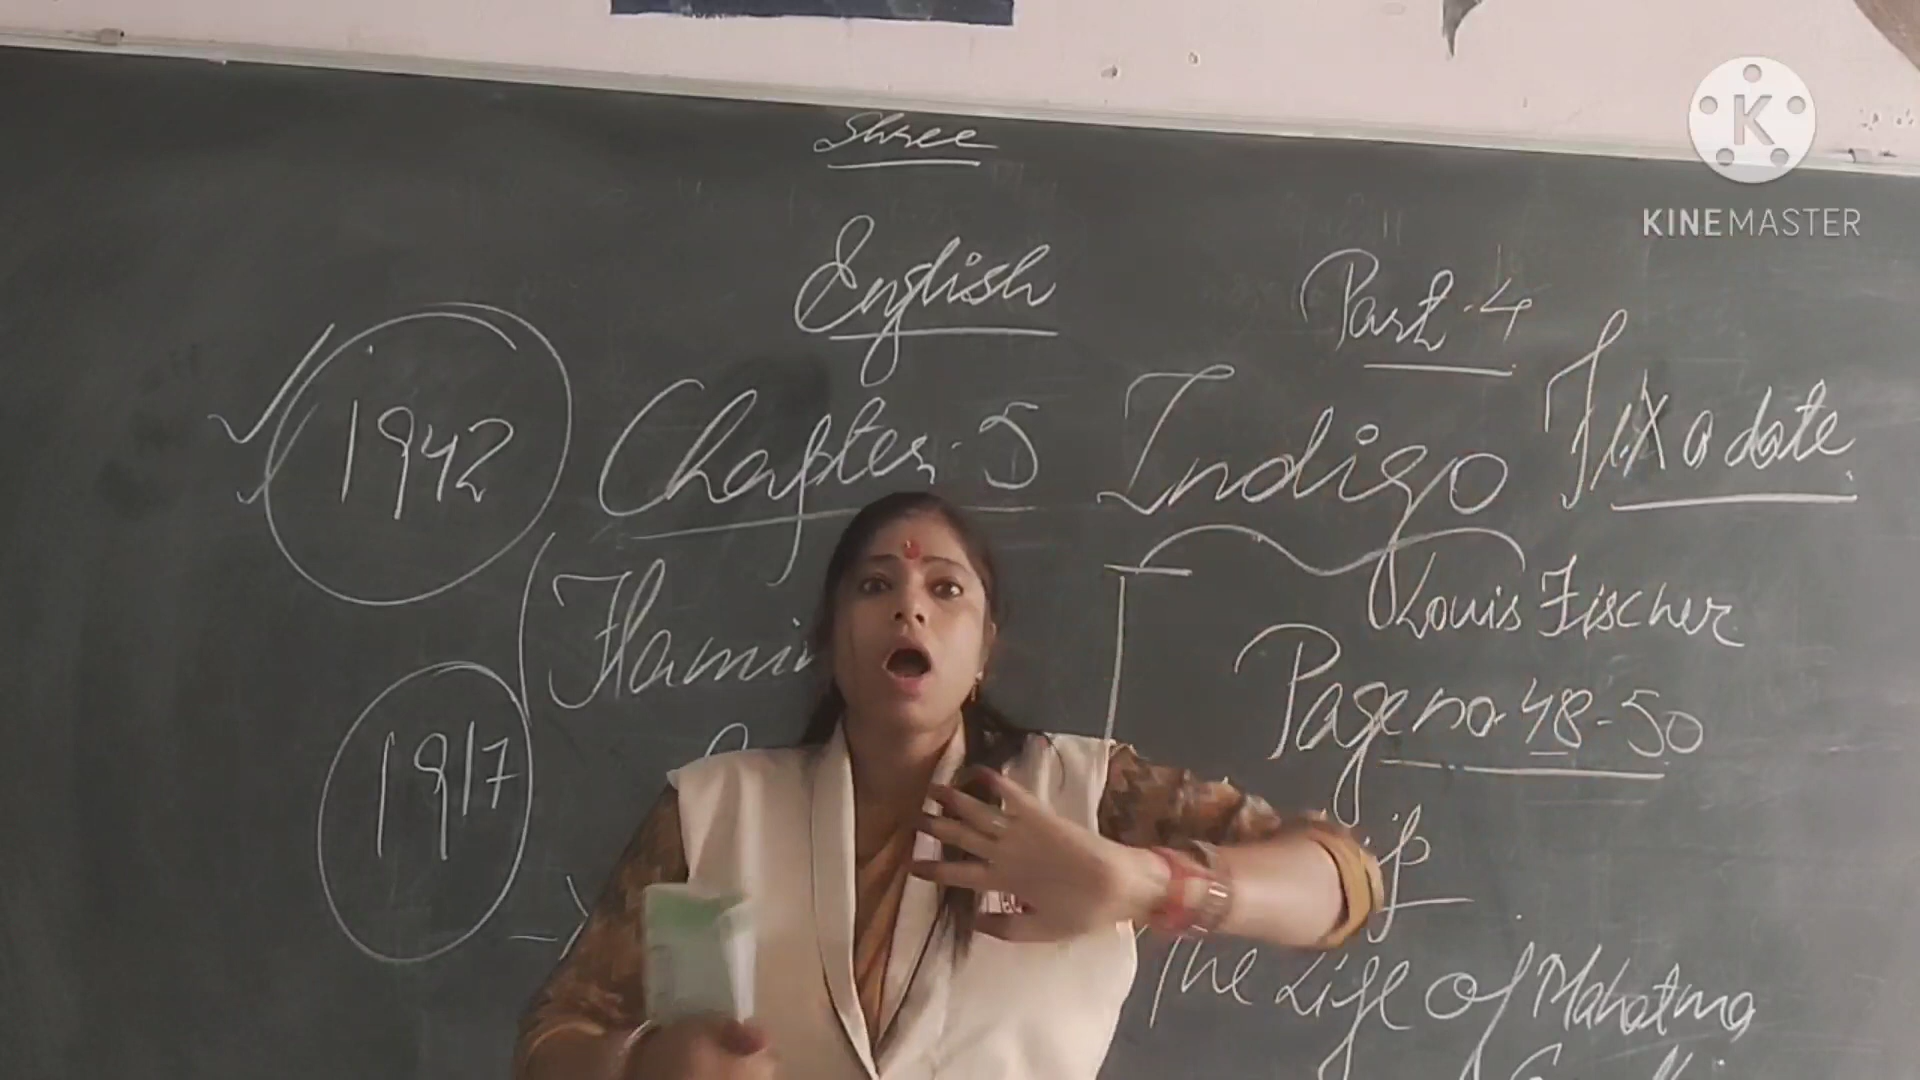 Shree
English
Part-4
1942
Chapter-5
Indigo
Fix a date
Louis Fischer
Flami
Page no-48-50
1917
The Life Of Mahatma
KINEMASTER